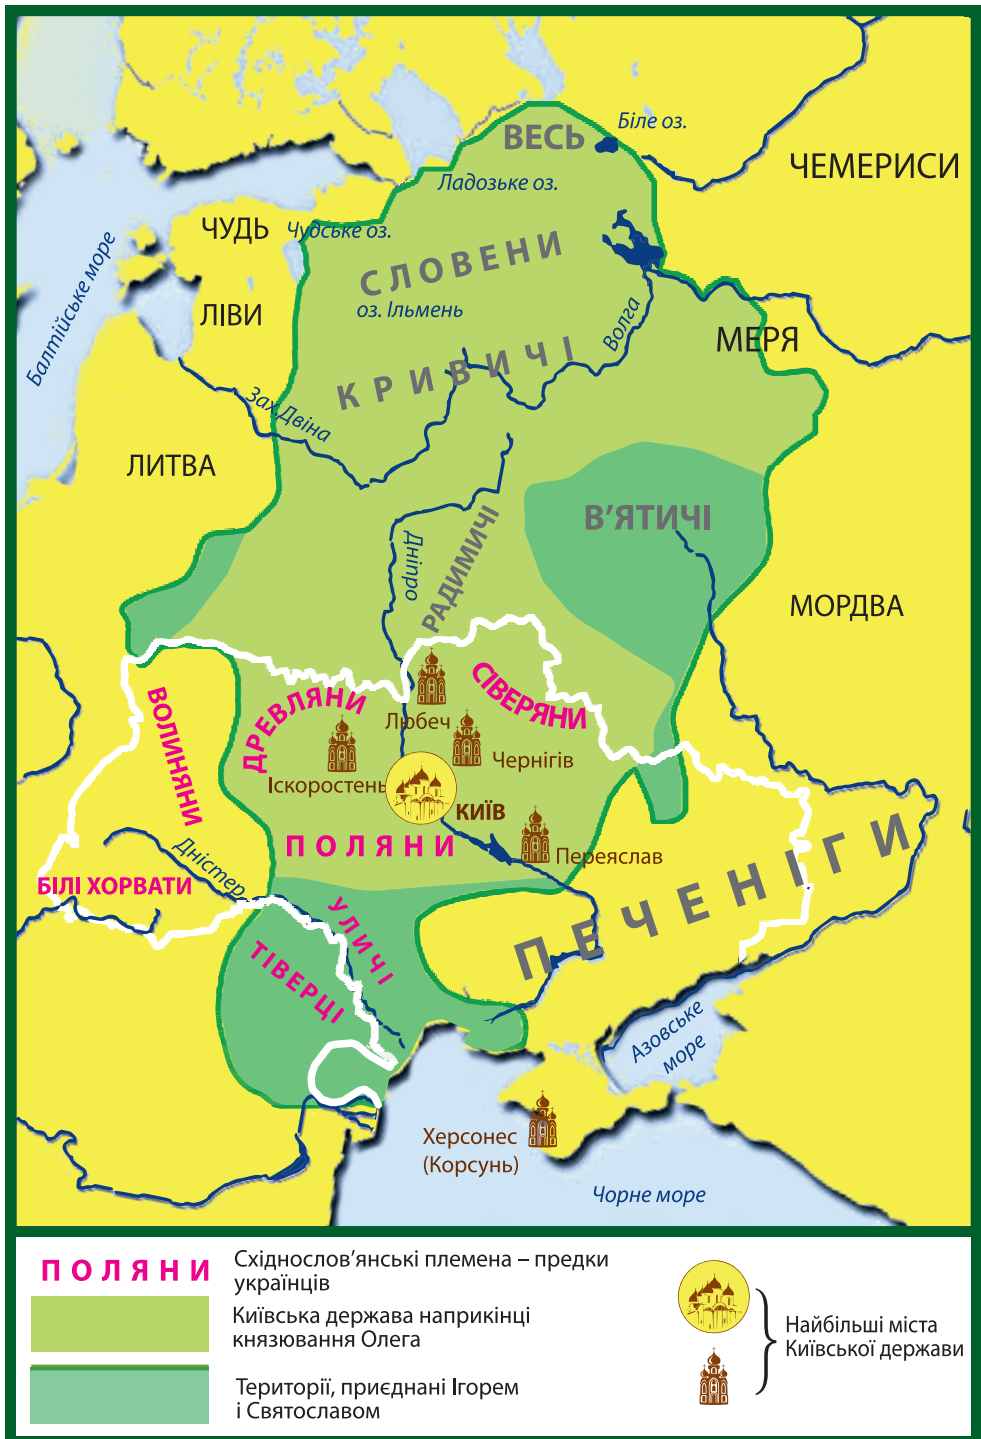 ВЕСЬ
Біле оз.
ЧЕМЕРИСИ
Ладозьке оз.
ЧУДЬ
Чудське оз.
СЛОВЕНИ
Балтійське море
ЛІВИ
оз. Ільмень
Волга
МЕРЯ
КРИВИЧІ
Зах.Двіна
ЛИТВА
В’ЯТИЧІ
Дніпро
РАДИМИЧІ
МОРДВА
ВОЛИНЯНИ
ДРЕВЛЯНИ
СІВЕРЯНИ
Любеч
Чернігів
Іскоростень
КИЇВ
ПОЛЯНИ
Переяслав
Дністер
БІЛІ ХОРВАТИ
ПЕЧЕНІГИ
УЛИЧІ
ТІВЕРЦІ
Азовське
море
Херсонес
(Корсунь)
Чорне море
ПОЛЯНИ
Східнослов’янські племена – предки
українців
Київська держава наприкінці
князювання Олега
Території, приєднані Ігорем
і Святославом
Найбільші міста
Київської держави